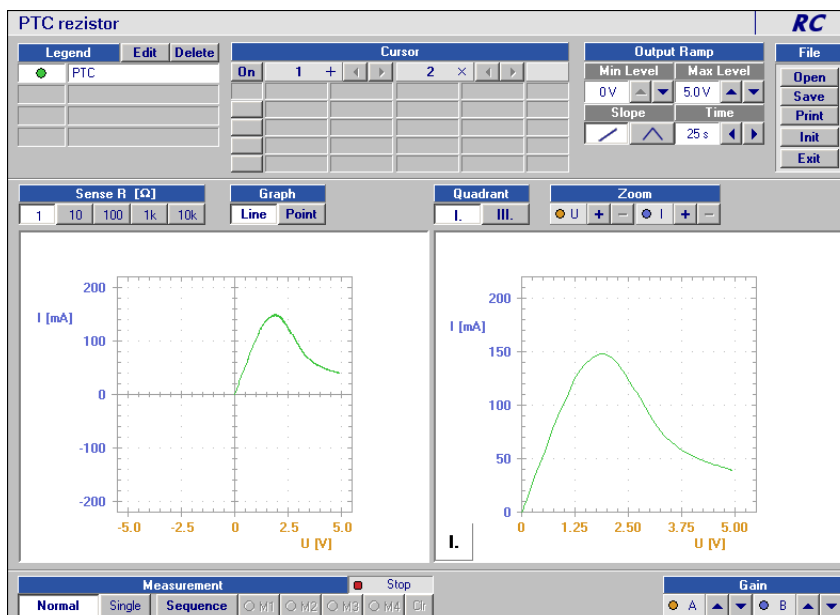 PTC rezistor RC
Legend Edit Delete Cursor Output Ramp File
PTC On 1 + 2 × Min Level Max Level Open
0 V 5.0 V Save
Slope Time Print
25 s Init
Exit
Sense R [Ω] Graph Quadrant Zoom
1 10 100 1k 10k Line Point I. III. U + − I + −
200 200
I [mA] I [mA]
100 150
0 100
-100 50
-200 0
-5.0 -2.5 0 2.5 5.0 0 1.25 2.50 3.75 5.00
U [V] I. U [V]
Measurement Stop Gain
Normal Single Sequence M1 M2 M3 M4 Clr A B